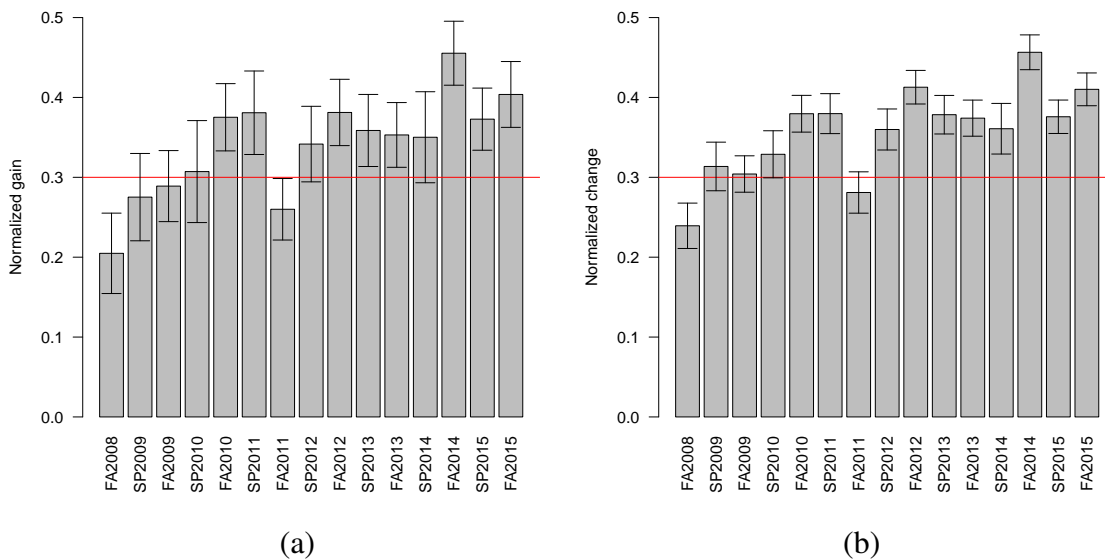 Normalized gain
0.5
0.4
0.3
0.2
0.1
0.0
FA2008
SP2009
FA2009
SP2010
FA2010
SP2011
FA2011
SP2012
FA2012
SP2013
FA2013
SP2014
FA2014
SP2015
FA2015
(a)
Normalized change
0.5
0.4
0.3
0.2
0.1
0.0
FA2008
SP2009
FA2009
SP2010
FA2010
SP2011
FA2011
SP2012
FA2012
SP2013
FA2013
SP2014
FA2014
SP2015
FA2015
(b)